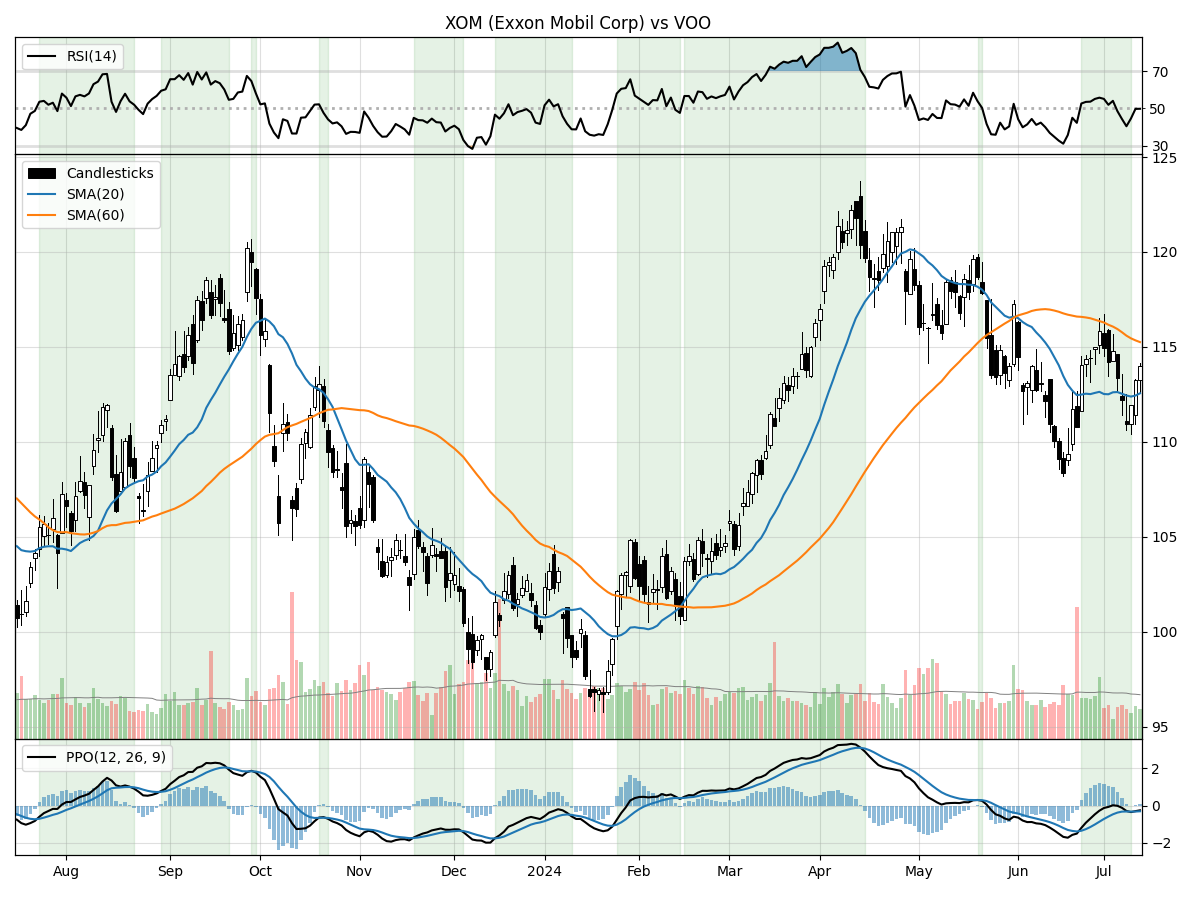 XOM (Exxon Mobil Corp) vs VOO
RSI(14)
70
50
30
Candlesticks
SMA(20)
SMA(60)
125
120
115
110
105
100
95
PPO(12, 26, 9)
2
0
−2
Aug Sep Oct Nov Dec 2024 Feb Mar Apr May Jun Jul